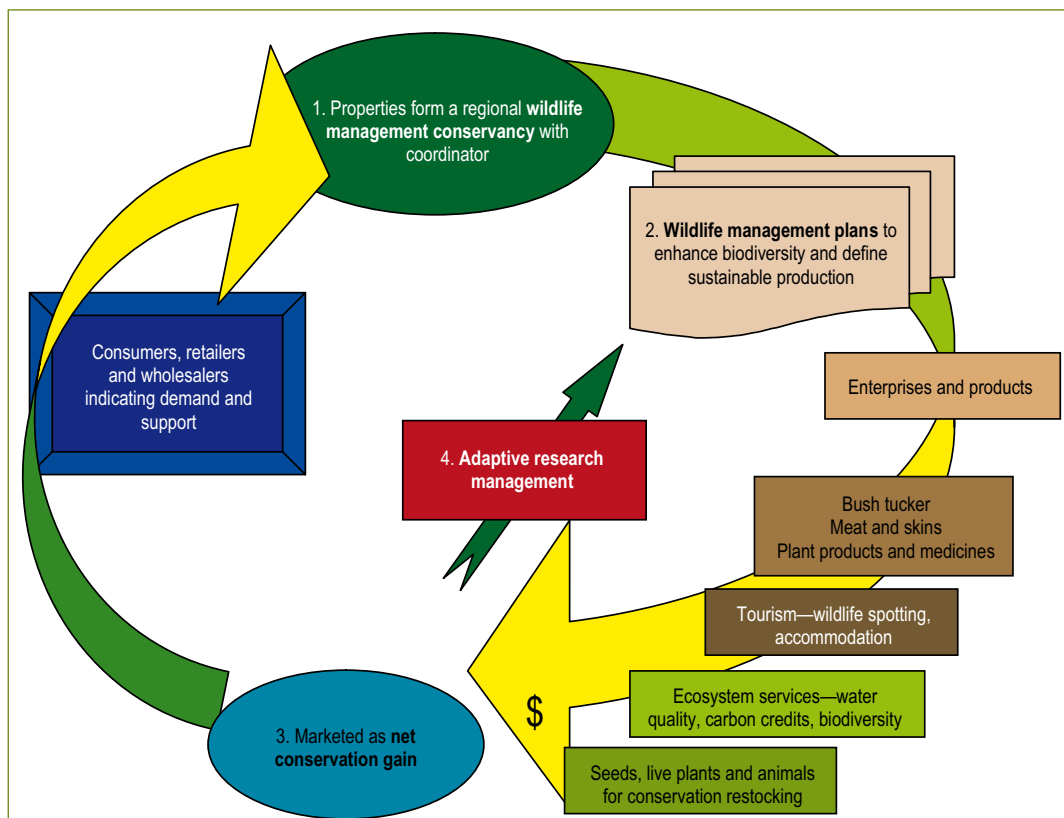 1. Properties form a regional wildlife
management conservancy with
coordinator
2. Wildlife management plans to
enhance biodiversity and define
sustainable production
Enterprises and products
Consumers, retailers
and wholesalers
indicating demand and
support
4. Adaptive research
management
Bush tucker
Meat and skins
Plant products and medicines
Tourism—wildlife spotting,
accommodation
Ecosystem services—water
quality, carbon credits, biodiversity
$
Seeds, live plants and animals
for conservation restocking
3. Marketed as net
conservation gain